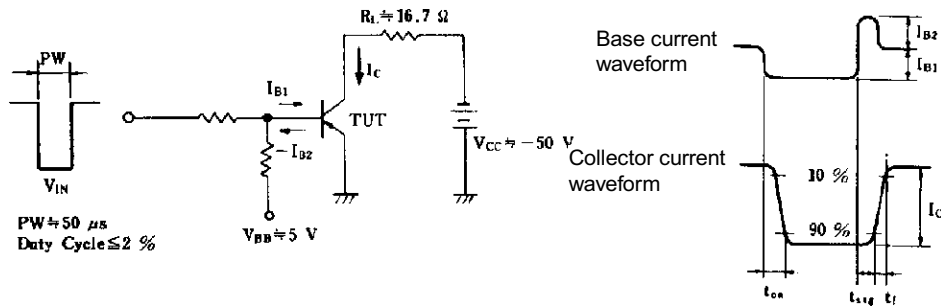 PW
V_IN
PW≒50 μs
Duty Cycle≦2 %
R_L≒16.7 Ω
I_C
I_B1
TUT
−I_B2
V_BB≒5 V
V_CC≒−50 V
Base current
waveform
I_B2
I_B1
Collector current
waveform
10 %
90 %
I_C
t_on
t_stg
t_f